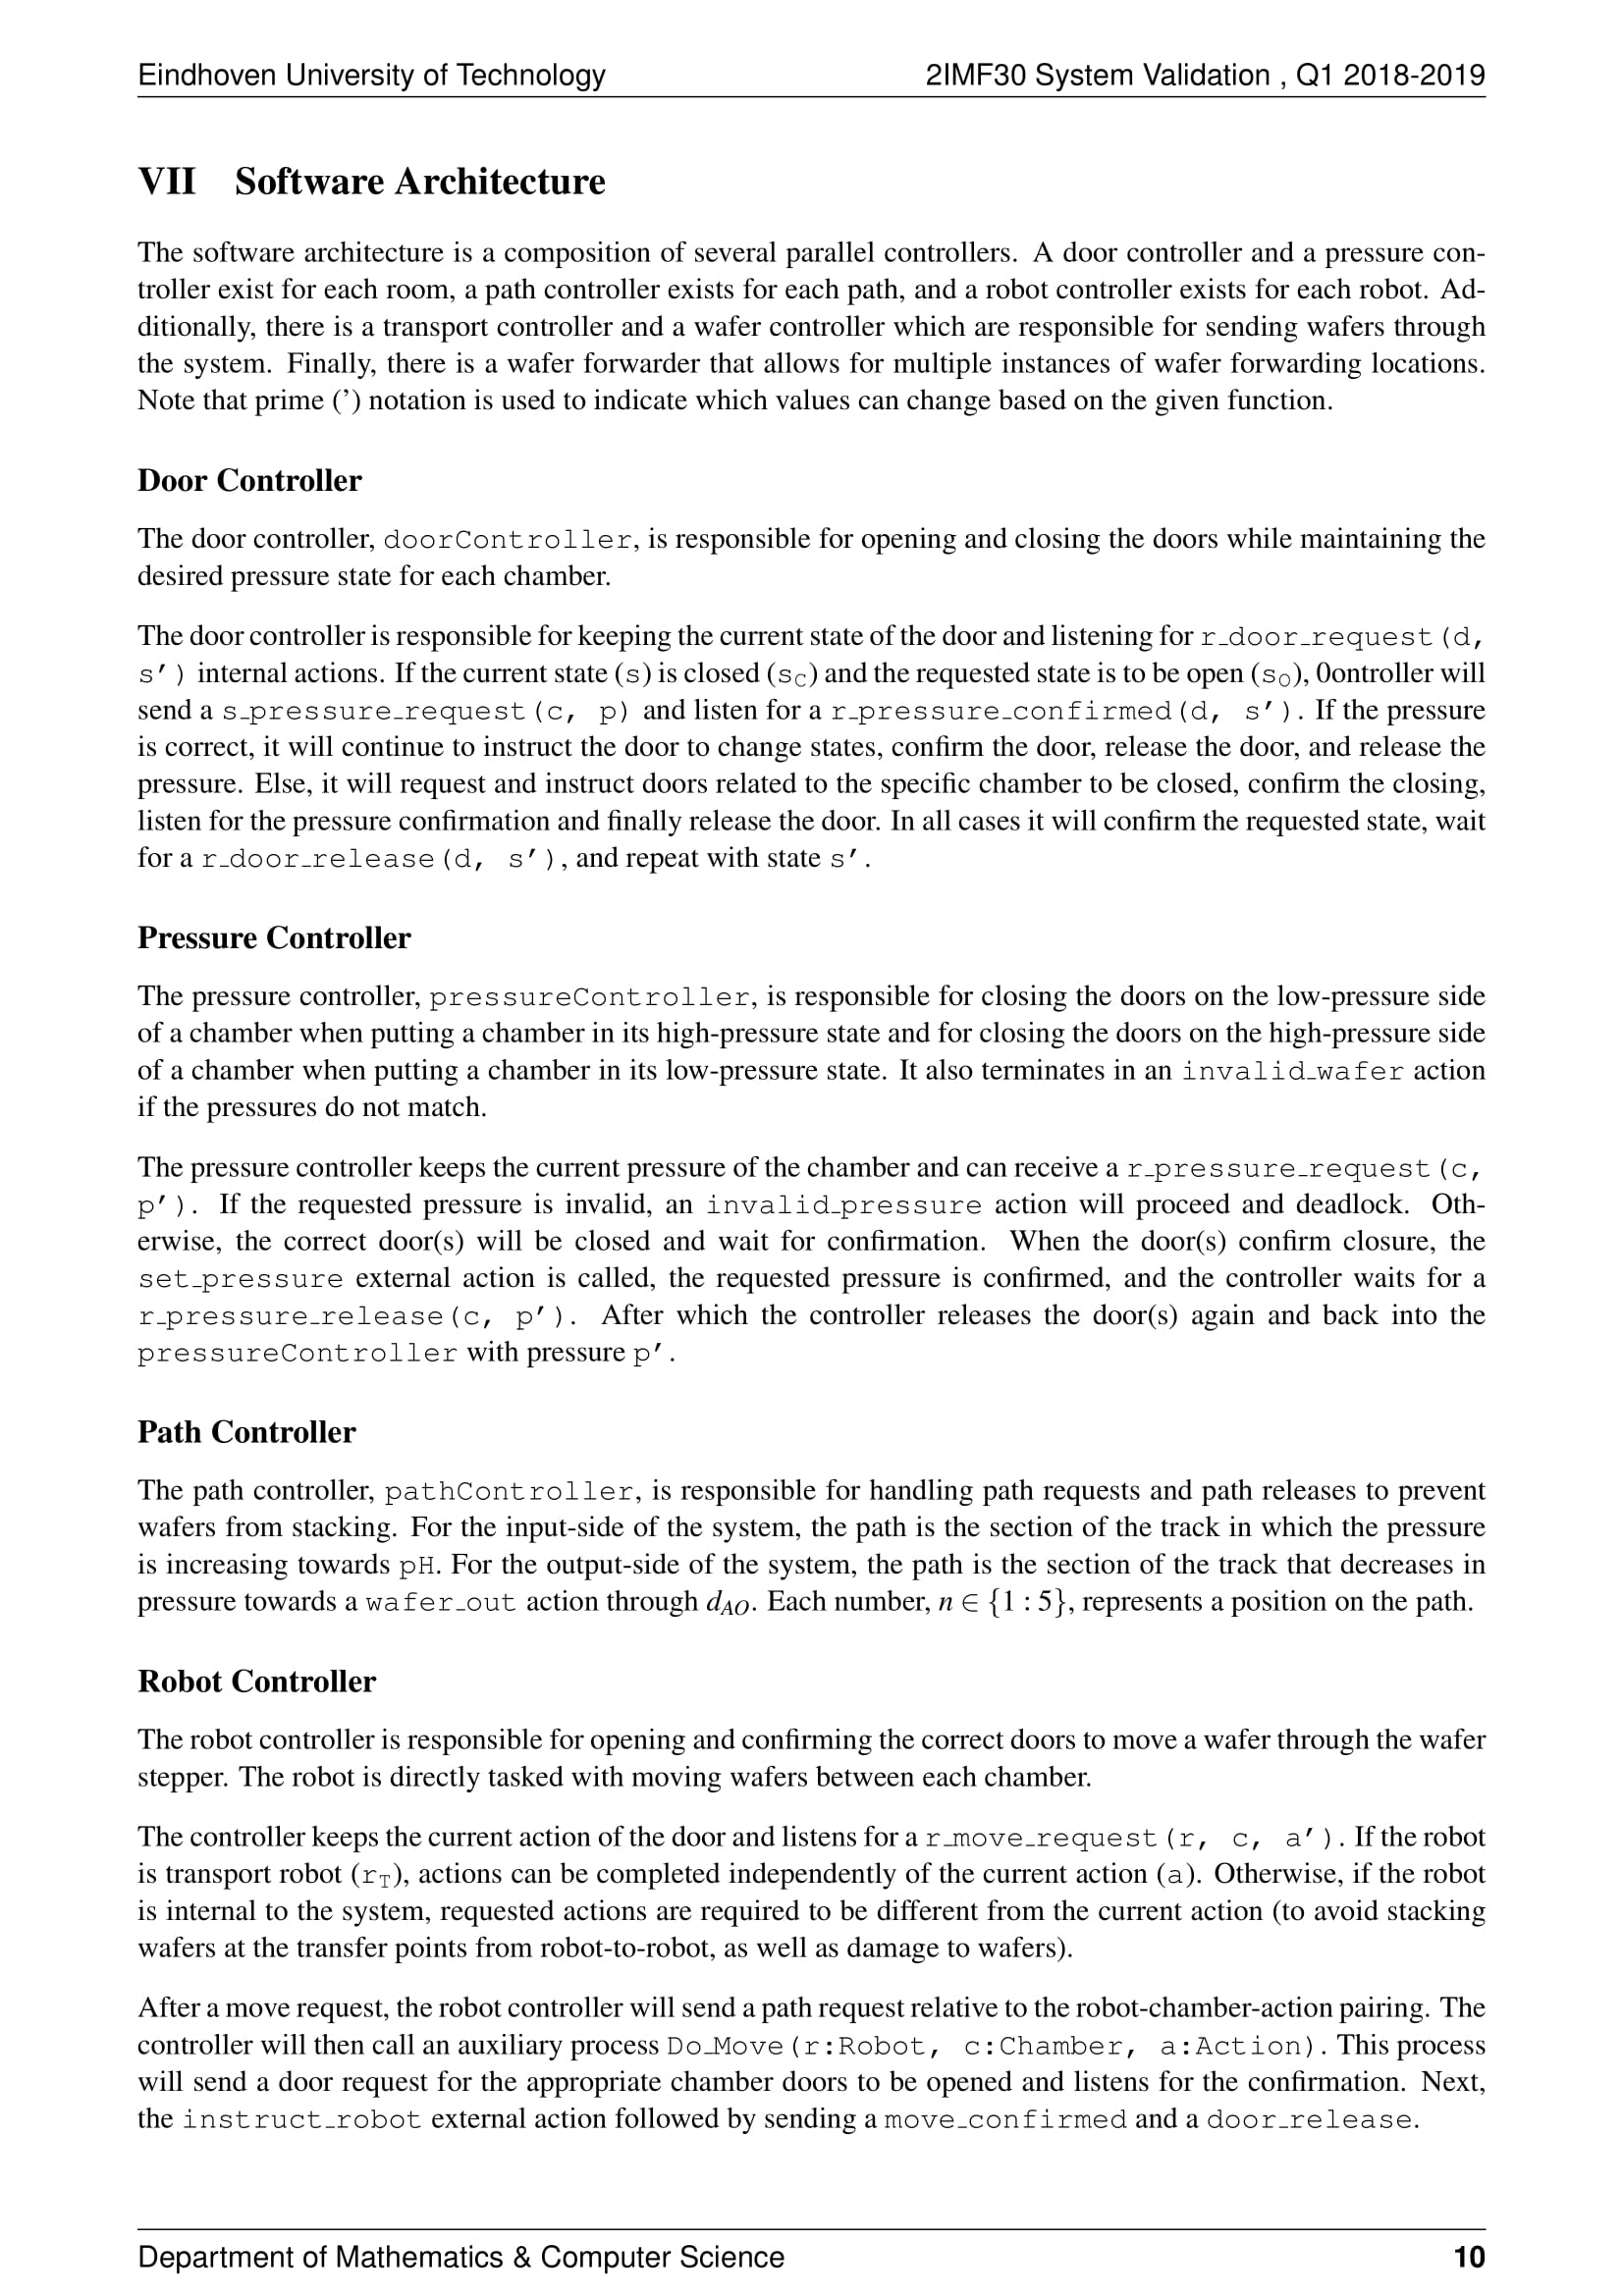 Eindhoven University of Technology 2IMF30 System Validation , Q1 2018-2019
VII Software Architecture
The software architecture is a composition of several parallel controllers. A door controller and a pressure con-
troller exist for each room, a path controller exists for each path, and a robot controller exists for each robot. Ad-
ditionally, there is a transport controller and a wafer controller which are responsible for sending wafers through
the system. Finally, there is a wafer forwarder that allows for multiple instances of wafer forwarding locations.
Note that prime (’) notation is used to indicate which values can change based on the given function.
Door Controller
The door controller, doorController, is responsible for opening and closing the doors while maintaining the
desired pressure state for each chamber.
The door controller is responsible for keeping the current state of the door and listening for r_door_request(d,
s′) internal actions. If the current state (s) is closed (sC) and the requested state is to be open (sO), 0ontroller will
send a s_pressure_request(c, p) and listen for a r_pressure_confirmed(d, s′). If the pressure
is correct, it will continue to instruct the door to change states, confirm the door, release the door, and release the
pressure. Else, it will request and instruct doors related to the specific chamber to be closed, confirm the closing,
listen for the pressure confirmation and finally release the door. In all cases it will confirm the requested state, wait
for a r_door_release(d, s′), and repeat with state s′.
Pressure Controller
The pressure controller, pressureController, is responsible for closing the doors on the low-pressure side
of a chamber when putting a chamber in its high-pressure state and for closing the doors on the high-pressure side
of a chamber when putting a chamber in its low-pressure state. It also terminates in an invalid_wafer action
if the pressures do not match.
The pressure controller keeps the current pressure of the chamber and can receive a r_pressure_request(c,
p′). If the requested pressure is invalid, an invalid_pressure action will proceed and deadlock. Oth-
erwise, the correct door(s) will be closed and wait for confirmation. When the door(s) confirm closure, the
set_pressure external action is called, the requested pressure is confirmed, and the controller waits for a
r_pressure_release(c, p′). After which the controller releases the door(s) again and back into the
pressureController with pressure p′.
Path Controller
The path controller, pathController, is responsible for handling path requests and path releases to prevent
wafers from stacking. For the input-side of the system, the path is the section of the track in which the pressure
is increasing towards pH. For the output-side of the system, the path is the section of the track that decreases in
pressure towards a wafer_out action through dAO. Each number, n ∈ {1 : 5}, represents a position on the path.
Robot Controller
The robot controller is responsible for opening and confirming the correct doors to move a wafer through the wafer
stepper. The robot is directly tasked with moving wafers between each chamber.
The controller keeps the current action of the door and listens for a r_move_request(r, c, a′). If the robot
is transport robot (rT), actions can be completed independently of the current action (a). Otherwise, if the robot
is internal to the system, requested actions are required to be different from the current action (to avoid stacking
wafers at the transfer points from robot-to-robot, as well as damage to wafers).
After a move request, the robot controller will send a path request relative to the robot-chamber-action pairing. The
controller will then call an auxiliary process Do_Move(r:Robot, c:Chamber, a:Action). This process
will send a door request for the appropriate chamber doors to be opened and listens for the confirmation. Next,
the instruct_robot external action followed by sending a move_confirmed and a door_release.
Department of Mathematics & Computer Science 10